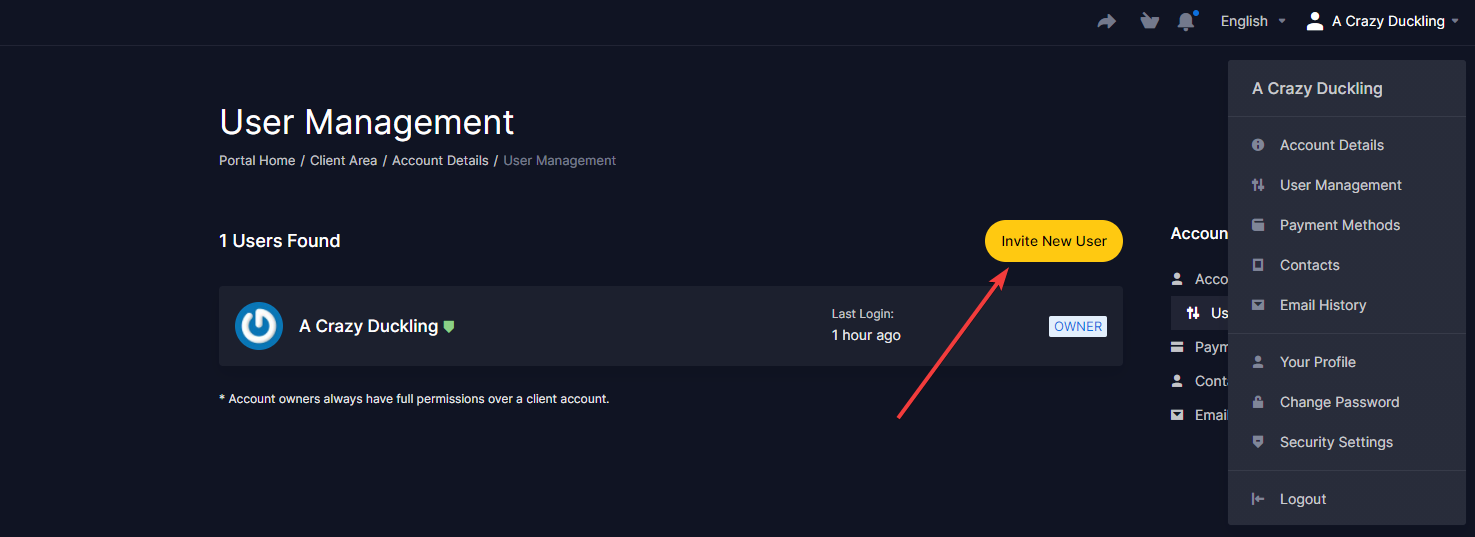 English
A Crazy Duckling
A Crazy Duckling
User Management
Portal Home / Client Area / Account Details / User Management
1 Users Found
Invite New User
A Crazy Duckling
Last Login:
1 hour ago
OWNER
* Account owners always have full permissions over a client account.
Accoun
Acco
Us
Paym
Conta
Email
Account Details
User Management
Payment Methods
Contacts
Email History
Your Profile
Change Password
Security Settings
Logout